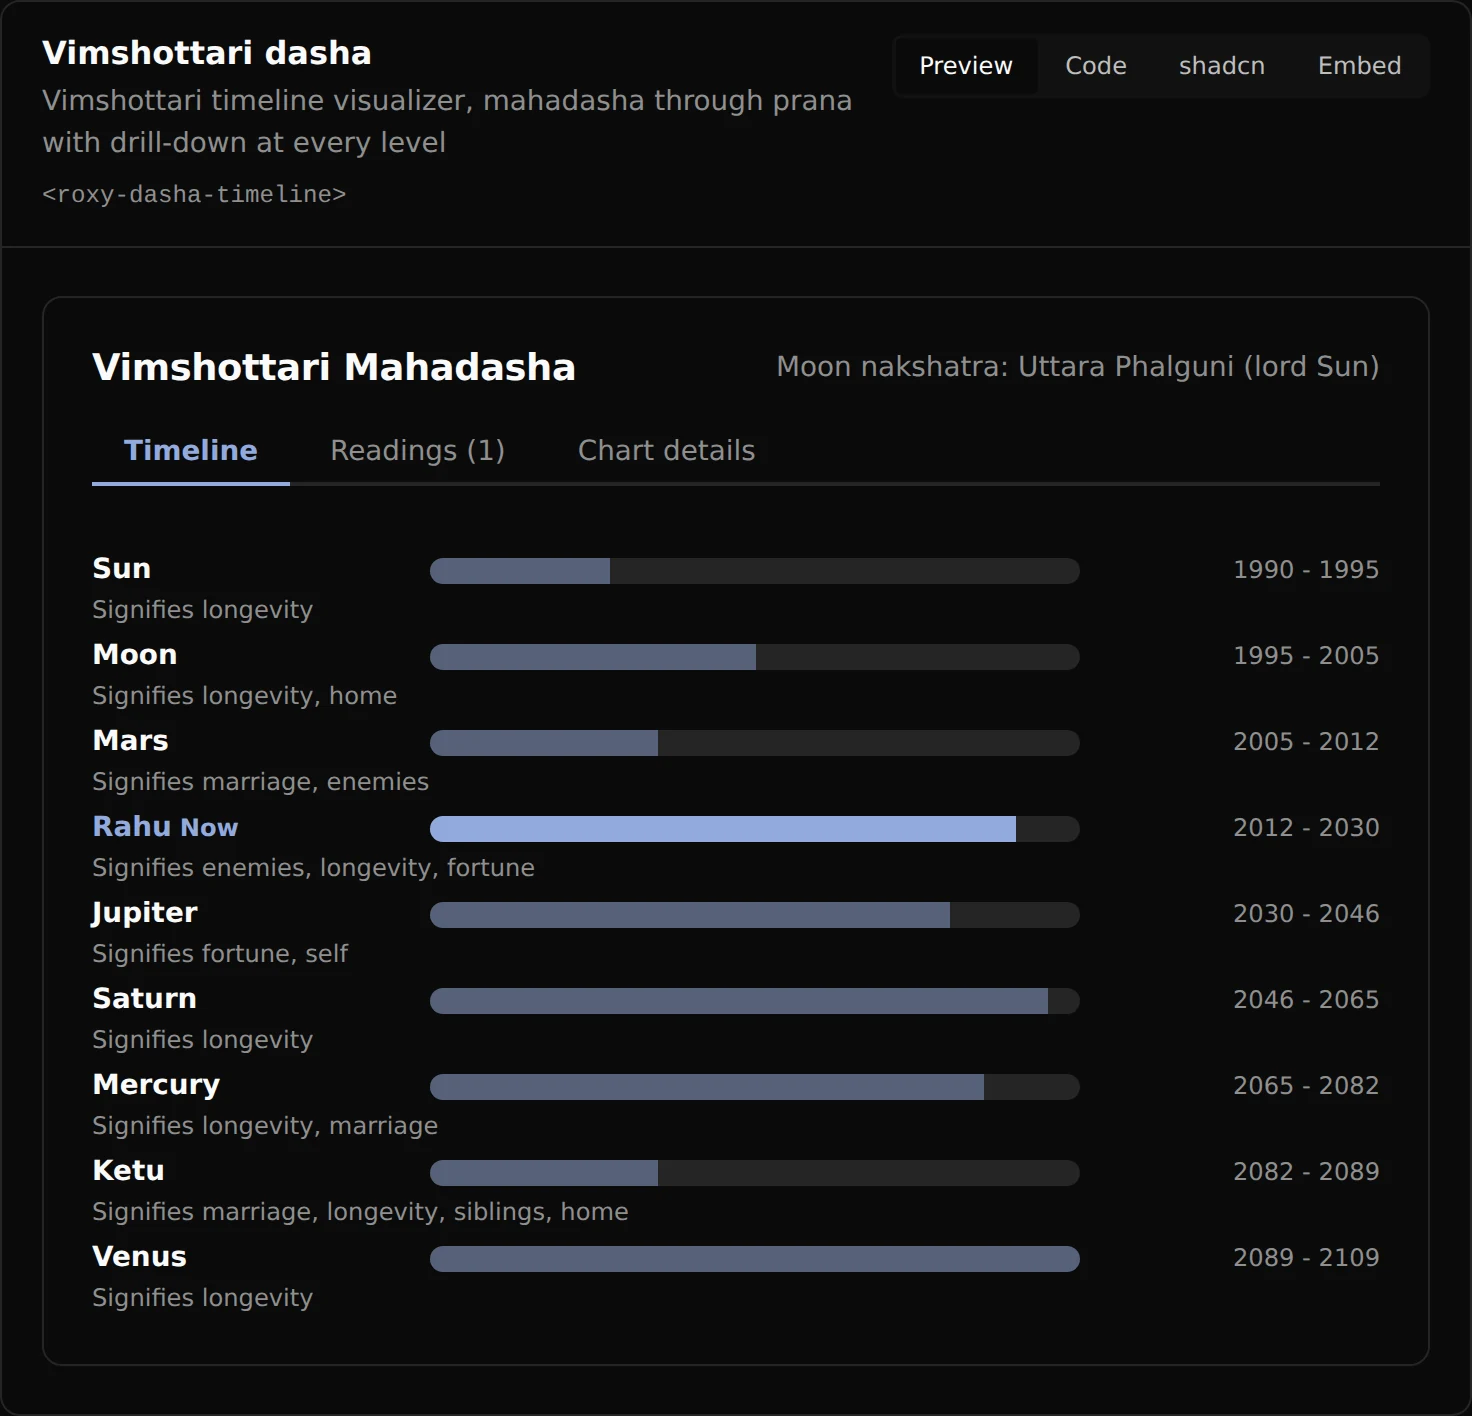 Vimshottari dasha
Preview Code shadcn Embed
Vimshottari timeline visualizer, mahadasha through prana
with drill-down at every level
<roxy-dasha-timeline>
Vimshottari Mahadasha
Moon nakshatra: Uttara Phalguni (lord Sun)
Timeline Readings (1) Chart details
Sun 1990 - 1995
Signifies longevity
Moon 1995 - 2005
Signifies longevity, home
Mars 2005 - 2012
Signifies marriage, enemies
Rahu Now 2012 - 2030
Signifies enemies, longevity, fortune
Jupiter 2030 - 2046
Signifies fortune, self
Saturn 2046 - 2065
Signifies longevity
Mercury 2065 - 2082
Signifies longevity, marriage
Ketu 2082 - 2089
Signifies marriage, longevity, siblings, home
Venus 2089 - 2109
Signifies longevity